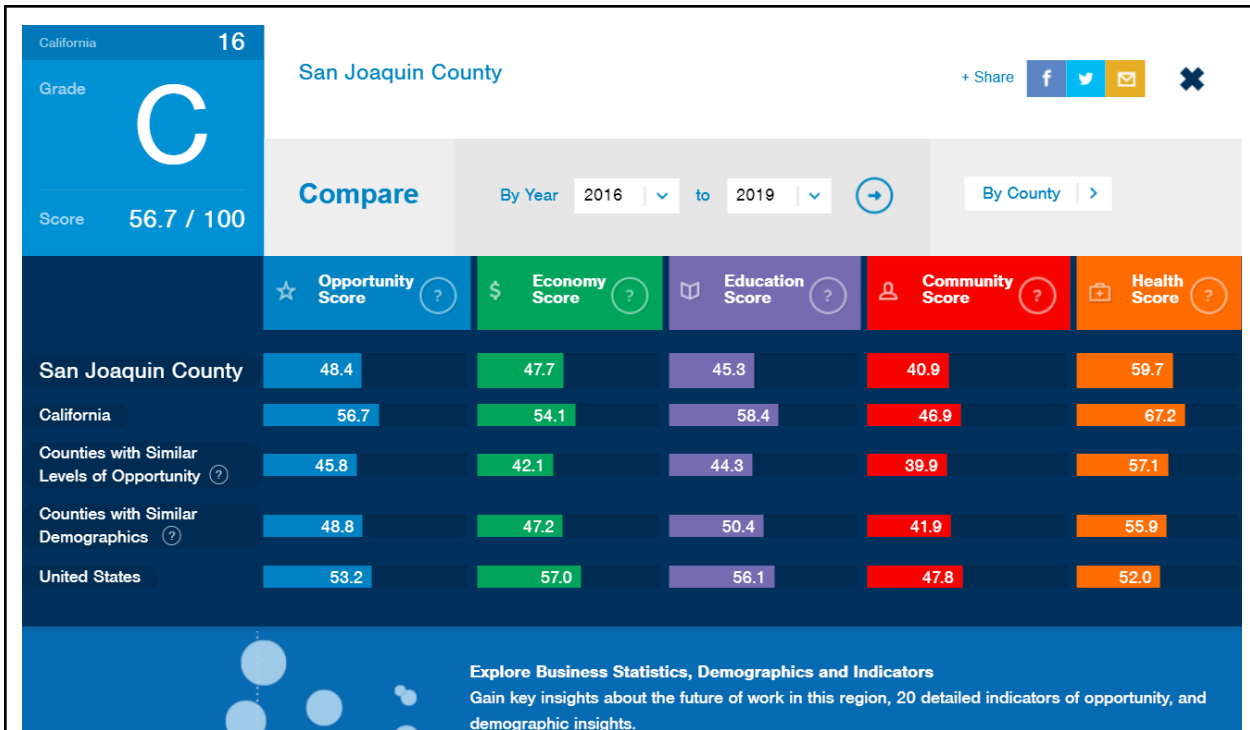 California 16
Grade
C
Score 56.7 / 100
San Joaquin County
+ Share
Compare
By Year 2016 to 2019
By County
Opportunity Score ?
Economy Score ?
Education Score ?
Community Score ?
Health Score ?
San Joaquin County 48.4 47.7 45.3 40.9 59.7
California 56.7 54.1 58.4 46.9 67.2
Counties with Similar
Levels of Opportunity ? 45.8 42.1 44.3 39.9 57.1
Counties with Similar
Demographics ? 48.8 47.2 50.4 41.9 55.9
United States 53.2 57.0 56.1 47.8 52.0
Explore Business Statistics, Demographics and Indicators
Gain key insights about the future of work in this region, 20 detailed indicators of opportunity, and
demographic insights.